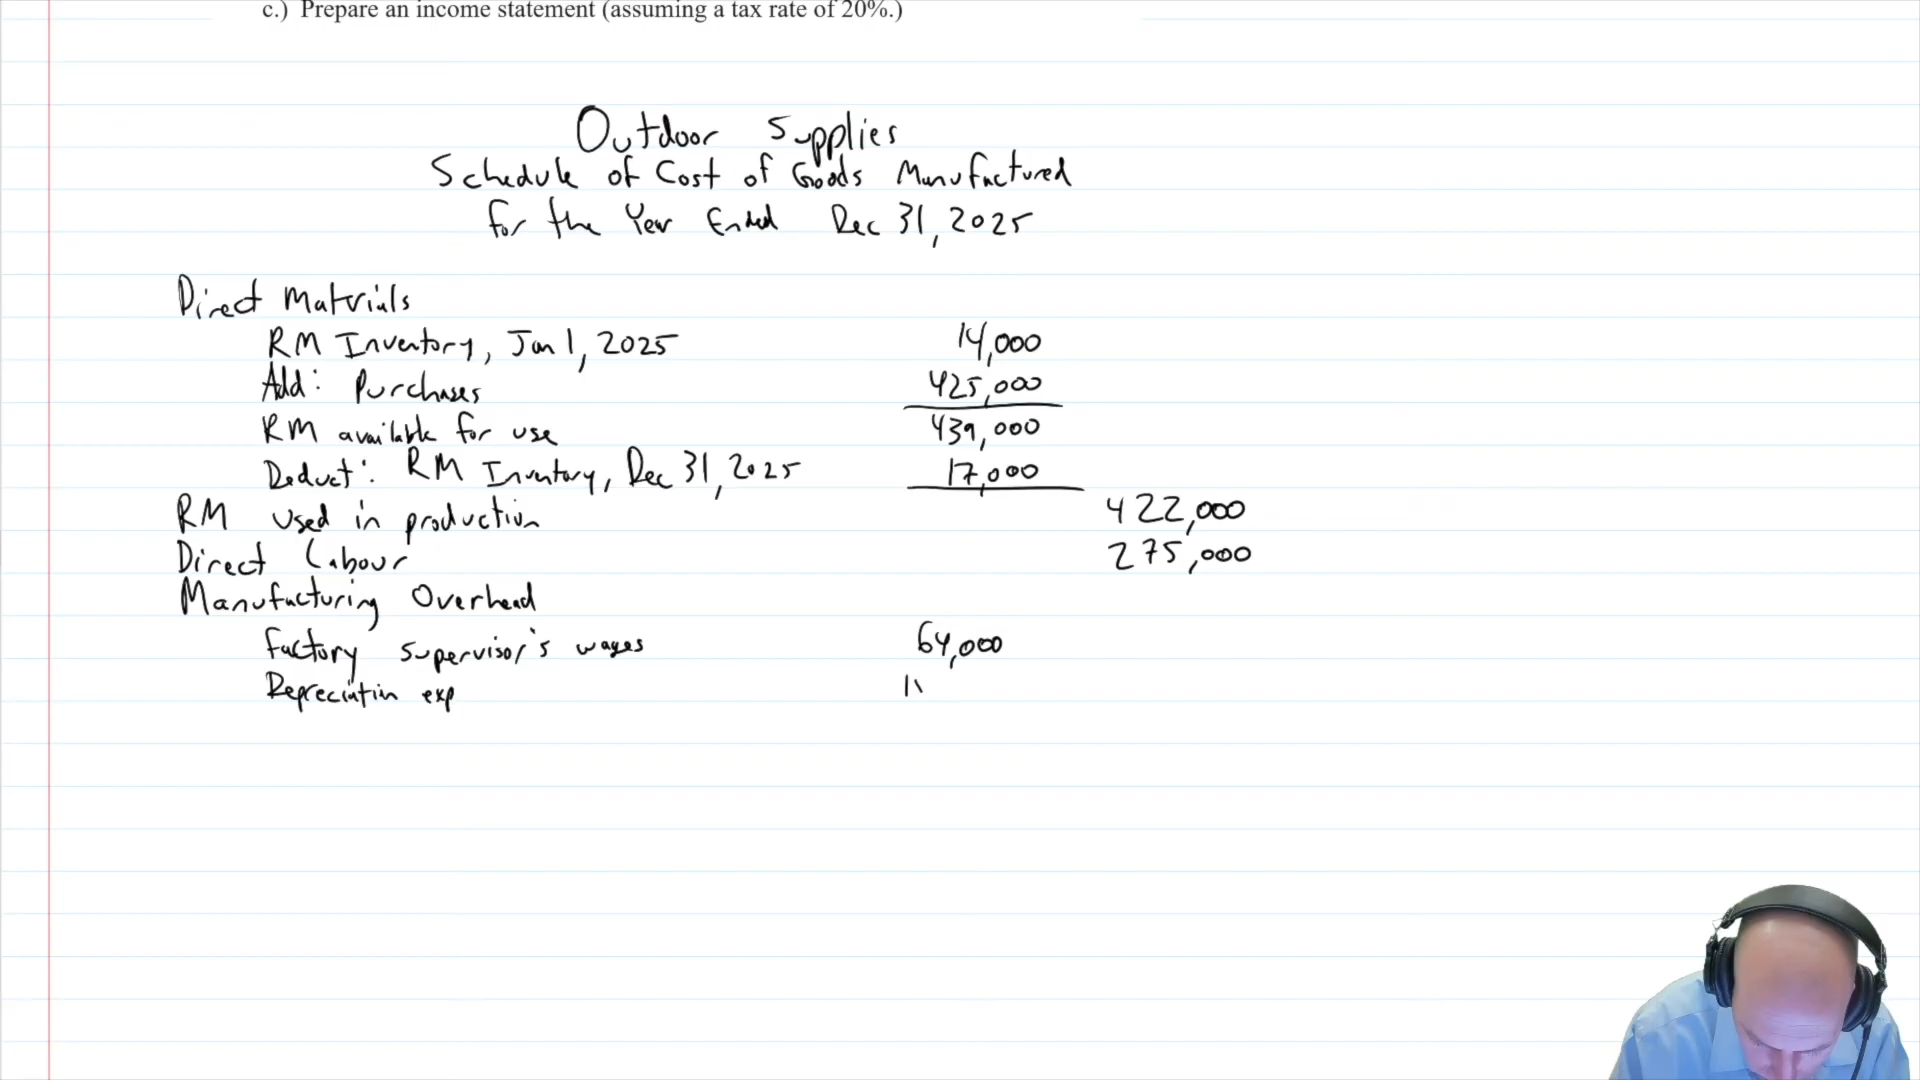 c.) Prepare an income statement (assuming a tax rate of 20%.)
Outdoor Supplies
Schedule of Cost of Goods Manufactured
for the Year Ended Dec 31, 2025
Direct Materials
RM Inventory, Jan 1, 2025 14,000
Add: Purchases 425,000
RM available for use 439,000
Deduct: RM Inventory, Dec 31, 2025 17,000
RM used in production 422,000
Direct Labour 275,000
Manufacturing Overhead
Factory supervisor's wages 64,000
Depreciatin exp